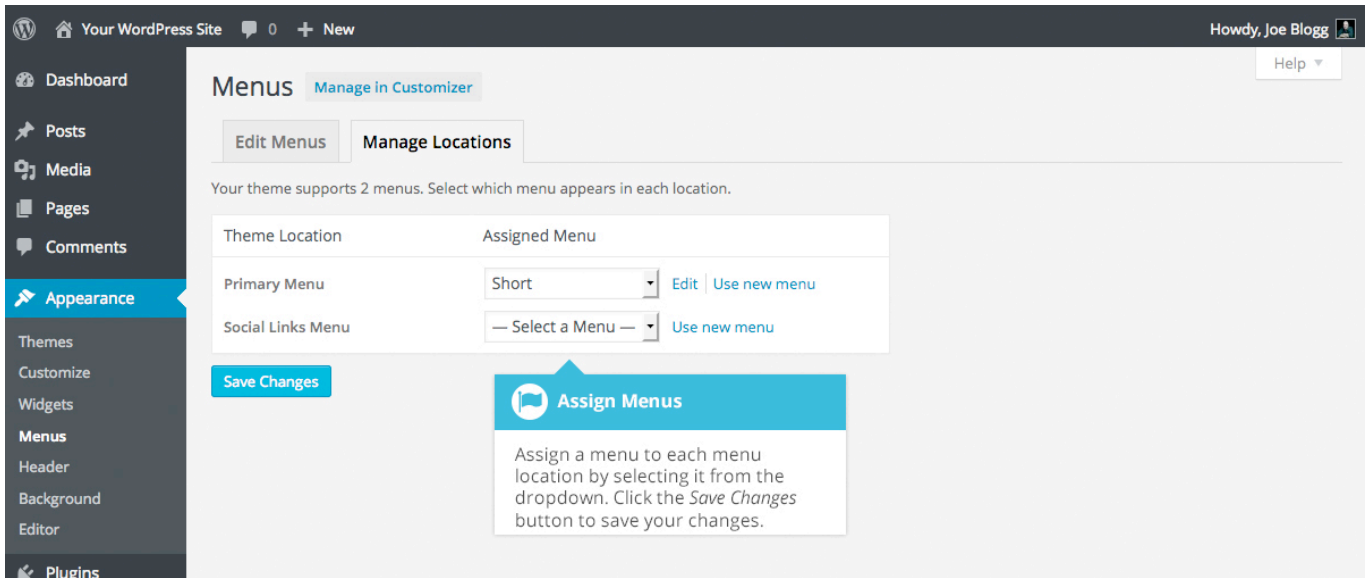 Your WordPress Site 0 + New Howdy, Joe Blogg
Help ▼
Dashboard
Posts
Media
Pages
Comments
Appearance
Themes
Customize
Widgets
Menus
Header
Background
Editor
Plugins
Menus Manage in Customizer
Edit Menus Manage Locations
Your theme supports 2 menus. Select which menu appears in each location.
Theme Location Assigned Menu
Primary Menu Short Edit Use new menu
Social Links Menu — Select a Menu — Use new menu
Save Changes
Assign Menus
Assign a menu to each menu
location by selecting it from the
dropdown. Click the Save Changes
button to save your changes.